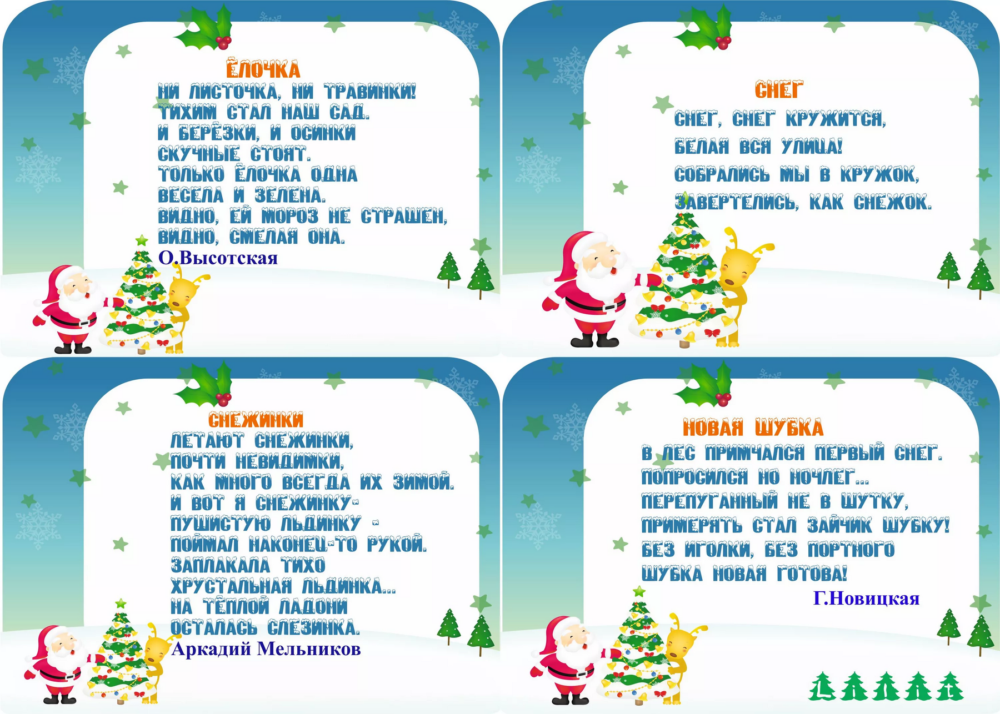 ЁЛОЧКА
НИ ЛИСТОЧКА, НИ ТРАВИНКИ!
ТИХИМ СТАЛ НАШ САД.
И БЕРЁЗКИ, И ОСИНКИ
СКУЧНЫЕ СТОЯТ.
ТОЛЬКО ЁЛОЧКА ОДНА
ВЕСЕЛА И ЗЕЛЕНА.
ВИДНО, ЕЙ МОРОЗ НЕ СТРАШЕН,
ВИДНО, СМЕЛАЯ ОНА.
О.Высотская
СНЕГ
СНЕГ, СНЕГ КРУЖИТСЯ,
БЕЛАЯ ВСЯ УЛИЦА!
СОБРАЛИСЬ МЫ В КРУЖОК,
ЗАВЕРТЕЛИСЬ, КАК СНЕЖОК.
СНЕЖИНКИ
ЛЕТАЮТ СНЕЖИНКИ,
ПОЧТИ НЕВИДИМКИ,
КАК МНОГО ВСЕГДА ИХ ЗИМОЙ.
И ВОТ Я СНЕЖИНКУ-
ПУШИСТУЮ ЛЬДИНКУ -
ПОЙМАЛ НАКОНЕЦ-ТО РУКОЙ.
ЗАПЛАКАЛА ТИХО
ХРУСТАЛЬНАЯ ЛЬДИНКА...
НА ТЁПЛОЙ ЛАДОНИ
ОСТАЛАСЬ СЛЕЗИНКА.
Аркадий Мельников
НОВАЯ ШУБКА
В ЛЕС ПРИМЧАЛСЯ ПЕРВЫЙ СНЕГ.
ПОПРОСИЛСЯ НО НОЧЛЕГ...
ПЕРЕПУГАННЫЙ НЕ В ШУТКУ,
ПРИМЕРЯТЬ СТАЛ ЗАЙЧИК ШУБКУ!
БЕЗ ИГОЛКИ, БЕЗ ПОРТНОГО
ШУБКА НОВАЯ ГОТОВА!
Г.Новицкая
Lilit